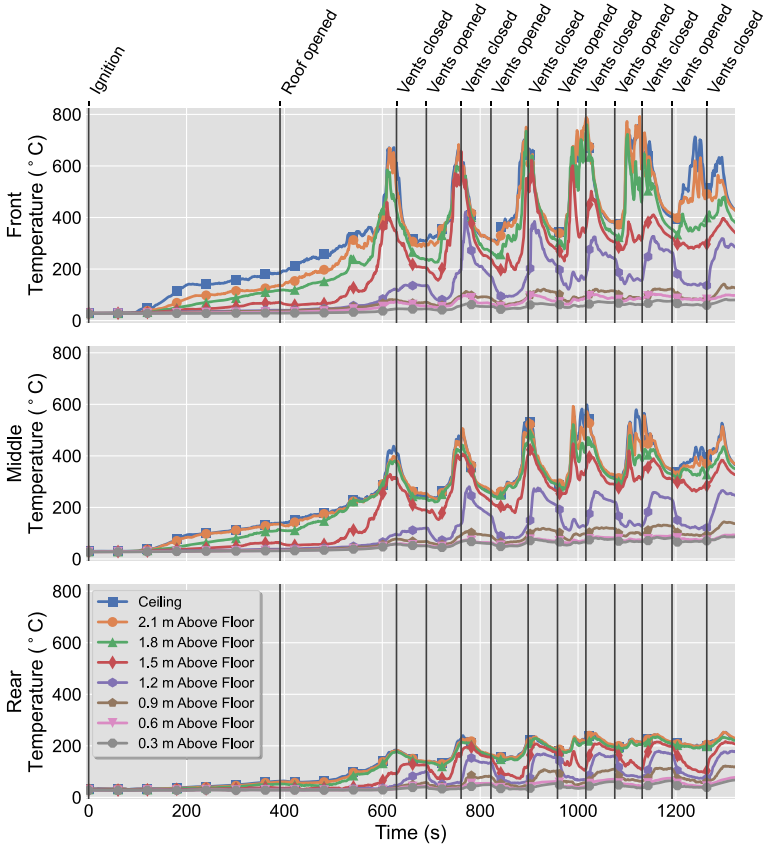 Ignition
Roof opened
Vents closed
Vents opened
Vents closed
Vents opened
Vents closed
Vents opened
Vents closed
Vents opened
Vents closed
Vents opened
Vents closed
800
600
400
200
0
Front
Temperature (°C)
800
600
400
200
0
Middle
Temperature (°C)
800
600
400
200
0
Rear
Temperature (°C)
Ceiling
2.1 m Above Floor
1.8 m Above Floor
1.5 m Above Floor
1.2 m Above Floor
0.9 m Above Floor
0.6 m Above Floor
0.3 m Above Floor
0 200 400 600 800 1000 1200
Time (s)